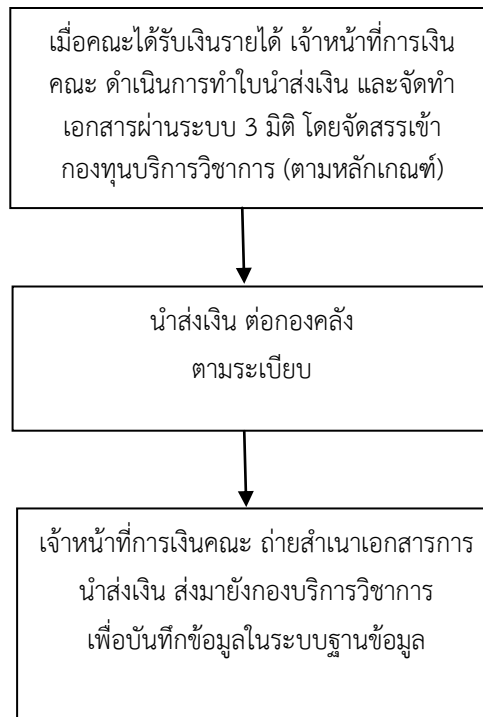 เมื่อคณะได้รับเงินรายได้ เจ้าหน้าที่การเงิน
คณะ ดำเนินการทำใบนำส่งเงิน และจัดทำ
เอกสารผ่านระบบ 3 มิติ โดยจัดสรรเข้า
กองทุนบริการวิชาการ (ตามหลักเกณฑ์)
นำส่งเงิน ต่อกองคลัง
ตามระเบียบ
เจ้าหน้าที่การเงินคณะ ถ่ายสำเนาเอกสารการ
นำส่งเงิน ส่งมายังกองบริการวิชาการ
เพื่อบันทึกข้อมูลในระบบฐานข้อมูล